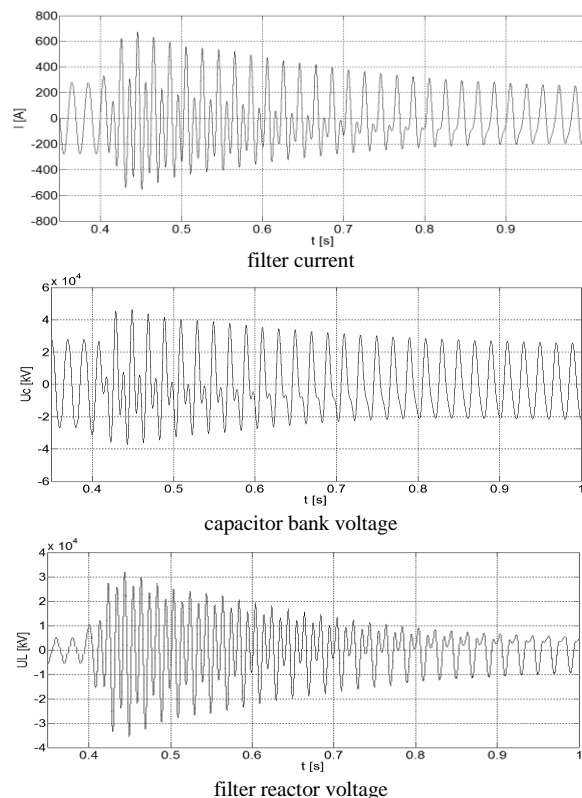 800
600
400
200
0
200
-400
-600
800
I [A]
0.4 0.5 0.6 0.7 0.8 0.9
t [s]
filter current
x 10^4
6
4
2
0
-2
-4
-6
Uc [kV]
0.4 0.5 0.6 0.7 0.8 0.9 1
t [s]
capacitor bank voltage
x 10^4
4
3
2
1
0
-1
-2
-3
-4
UL [kV]
0.4 0.5 0.6 0.7 0.8 0.9 1
t [s]
filter reactor voltage